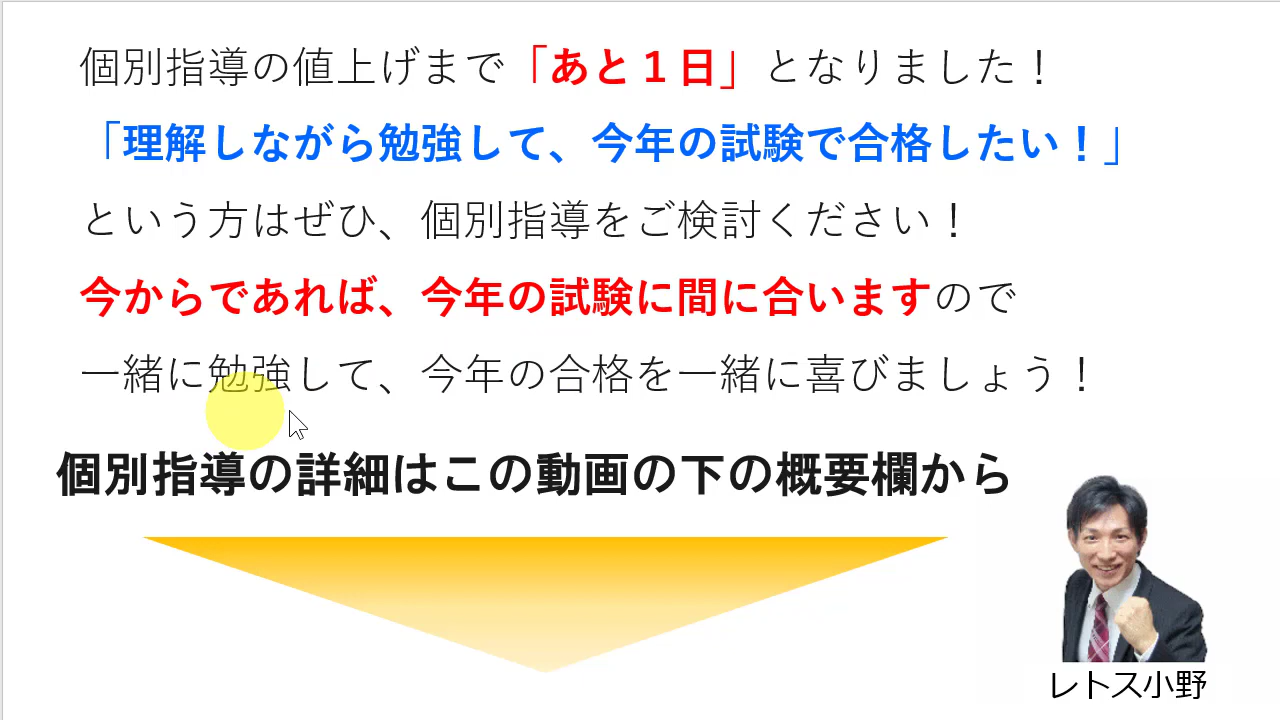 個別指導の値上げまで「あと１日」となりました！
「理解しながら勉強して、今年の試験で合格したい！」
という方はぜひ、個別指導をご検討ください！
今からであれば、今年の試験に間に合いますので
一緒に勉強して、今年の合格を一緒に喜びましょう！
個別指導の詳細はこの動画の下の概要欄から
レトス小野